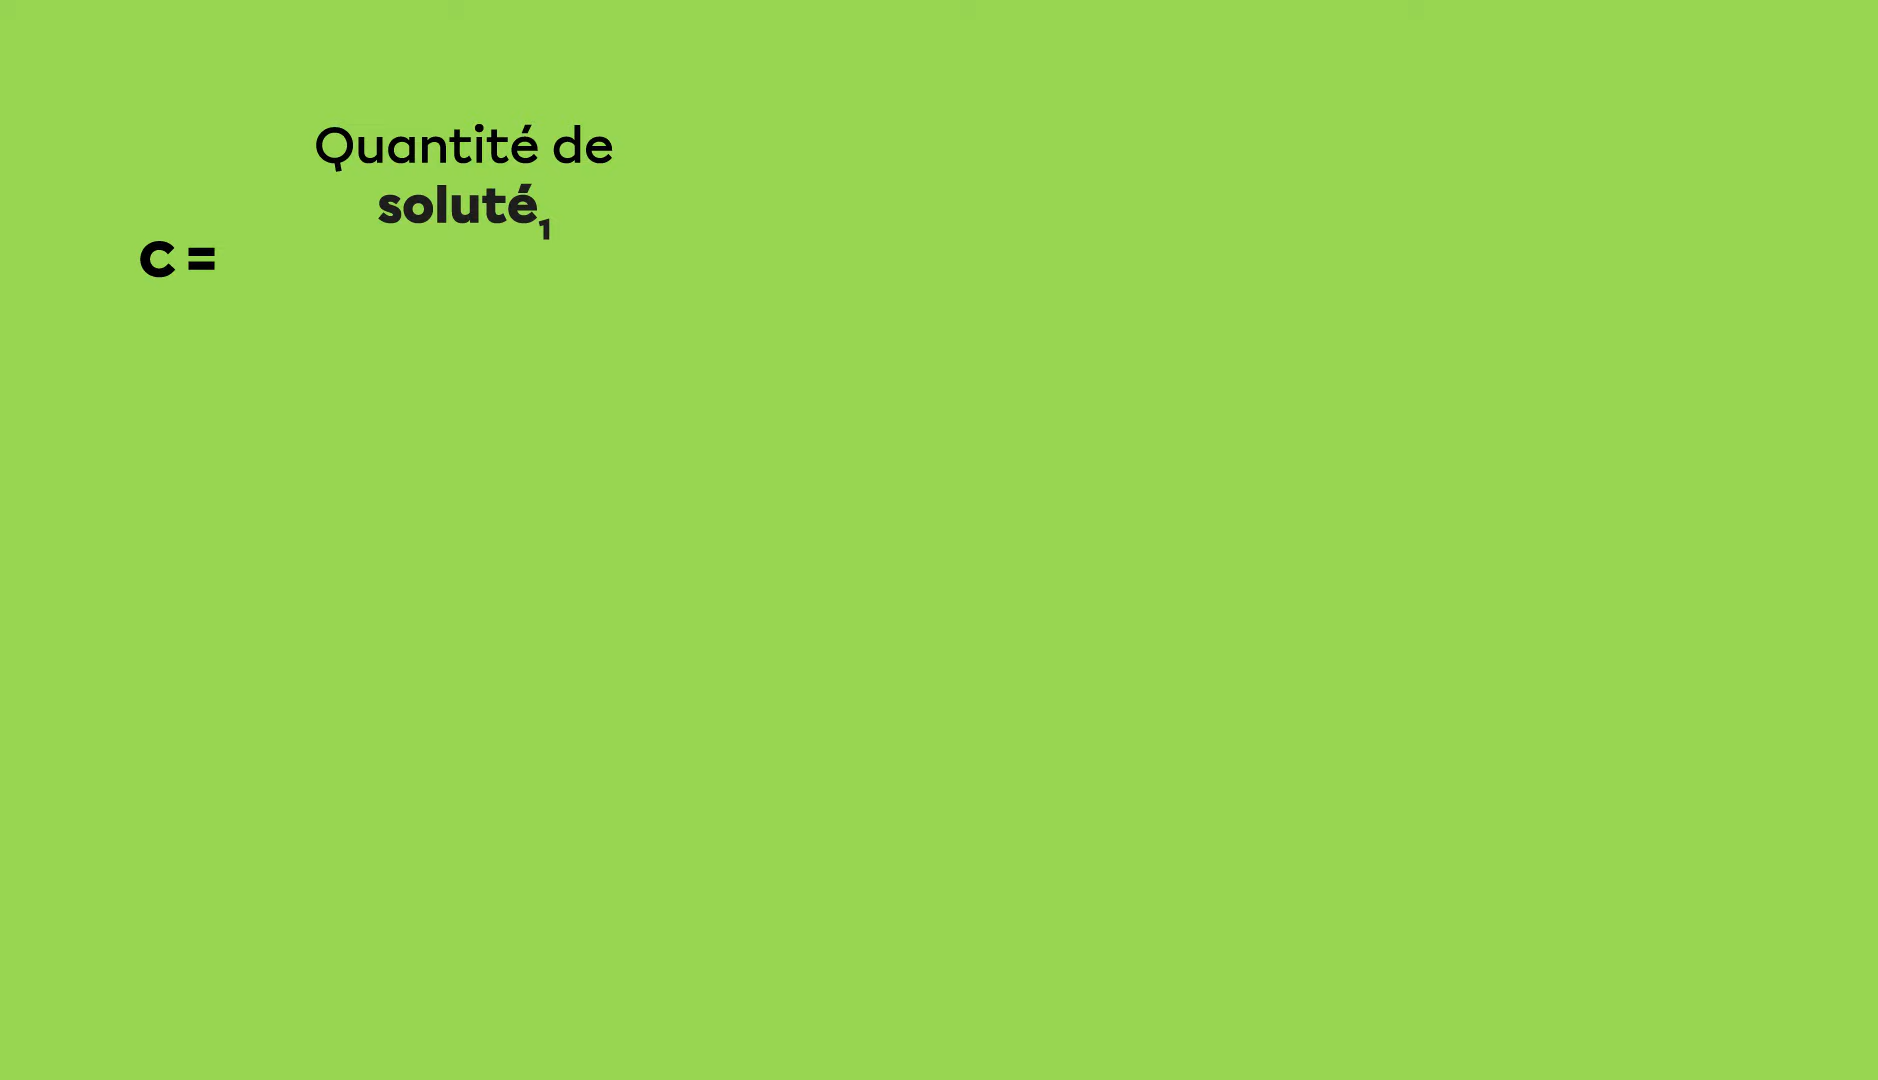 Quantité de
soluté₁
C =